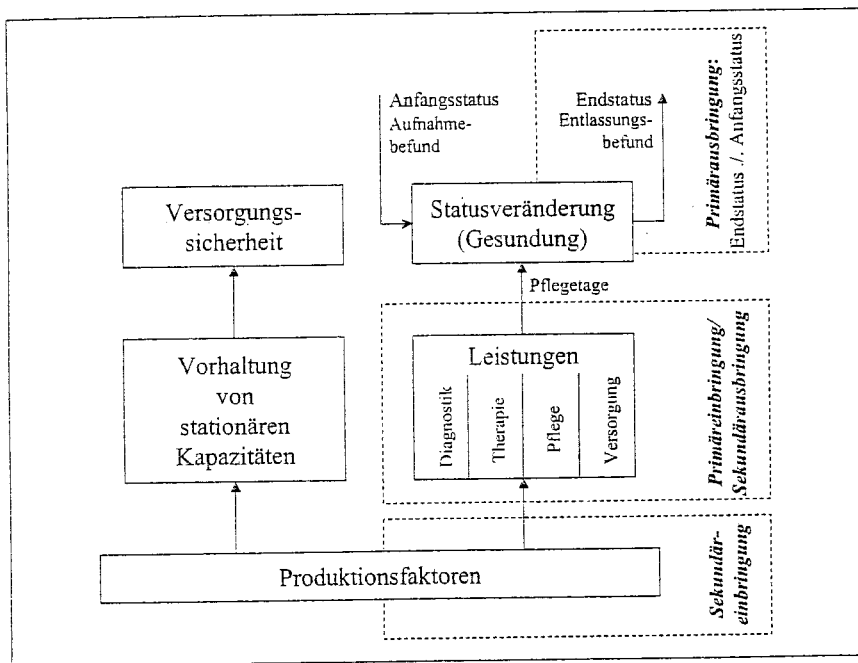 Anfangsstatus
Aufnahme-
befund
Endstatus
Entlassungs-
befund
Primärausbringung:
Endstatus ./. Anfangsstatus
Versorgungs-
sicherheit
Statusveränderung
(Gesundung)
Pflegetage
Vorhaltung
von
stationären
Kapazitäten
Leistungen
Diagnostik
Therapie
Pflege
Versorgung
Primäreinbringung/
Sekundärausbringung
Produktionsfaktoren
Sekundär-
einbringung